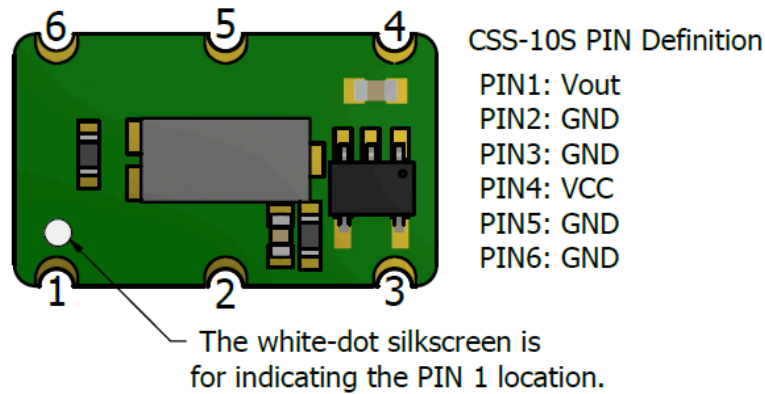 6 5 4
CSS-10S PIN Definition
PIN1: Vout
PIN2: GND
PIN3: GND
PIN4: VCC
PIN5: GND
PIN6: GND
1 2 3
The white-dot silkscreen is
for indicating the PIN 1 location.